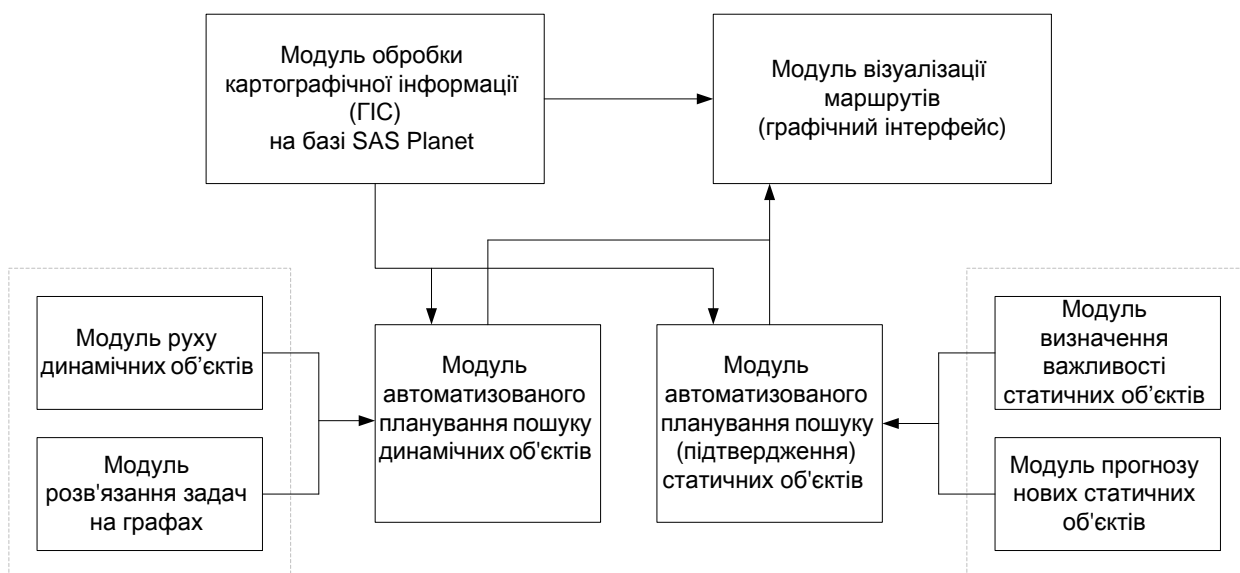 Модуль обробки
картографічної інформації
(ГІС)
на базі SAS Planet
Модуль візуалізації
маршрутів
(графічний інтерфейс)
Модуль руху
динамічних об’єктів
Модуль
розв'язання задач
на графах
Модуль
автоматизованого
планування пошуку
динамічних об'єктів
Модуль
автоматизованого
планування пошуку
(підтвердження)
статичних об'єктів
Модуль
визначення
важливості
статичних об’єктів
Модуль прогнозу
нових статичних
об'єктів